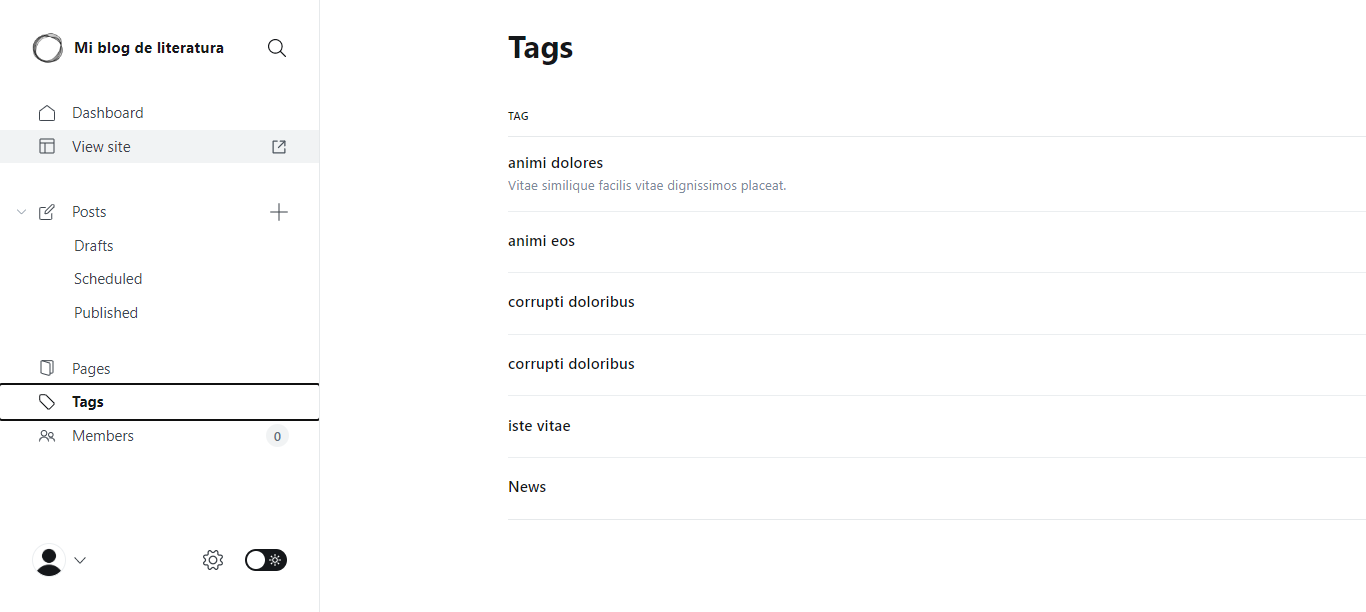 Mi blog de literatura
Dashboard
View site
Posts
Drafts
Scheduled
Published
Pages
Tags
Members
0
Tags
TAG
animi dolores
Vitae similique facilis vitae dignissimos placeat.
animi eos
corrupti doloribus
corrupti doloribus
iste vitae
News